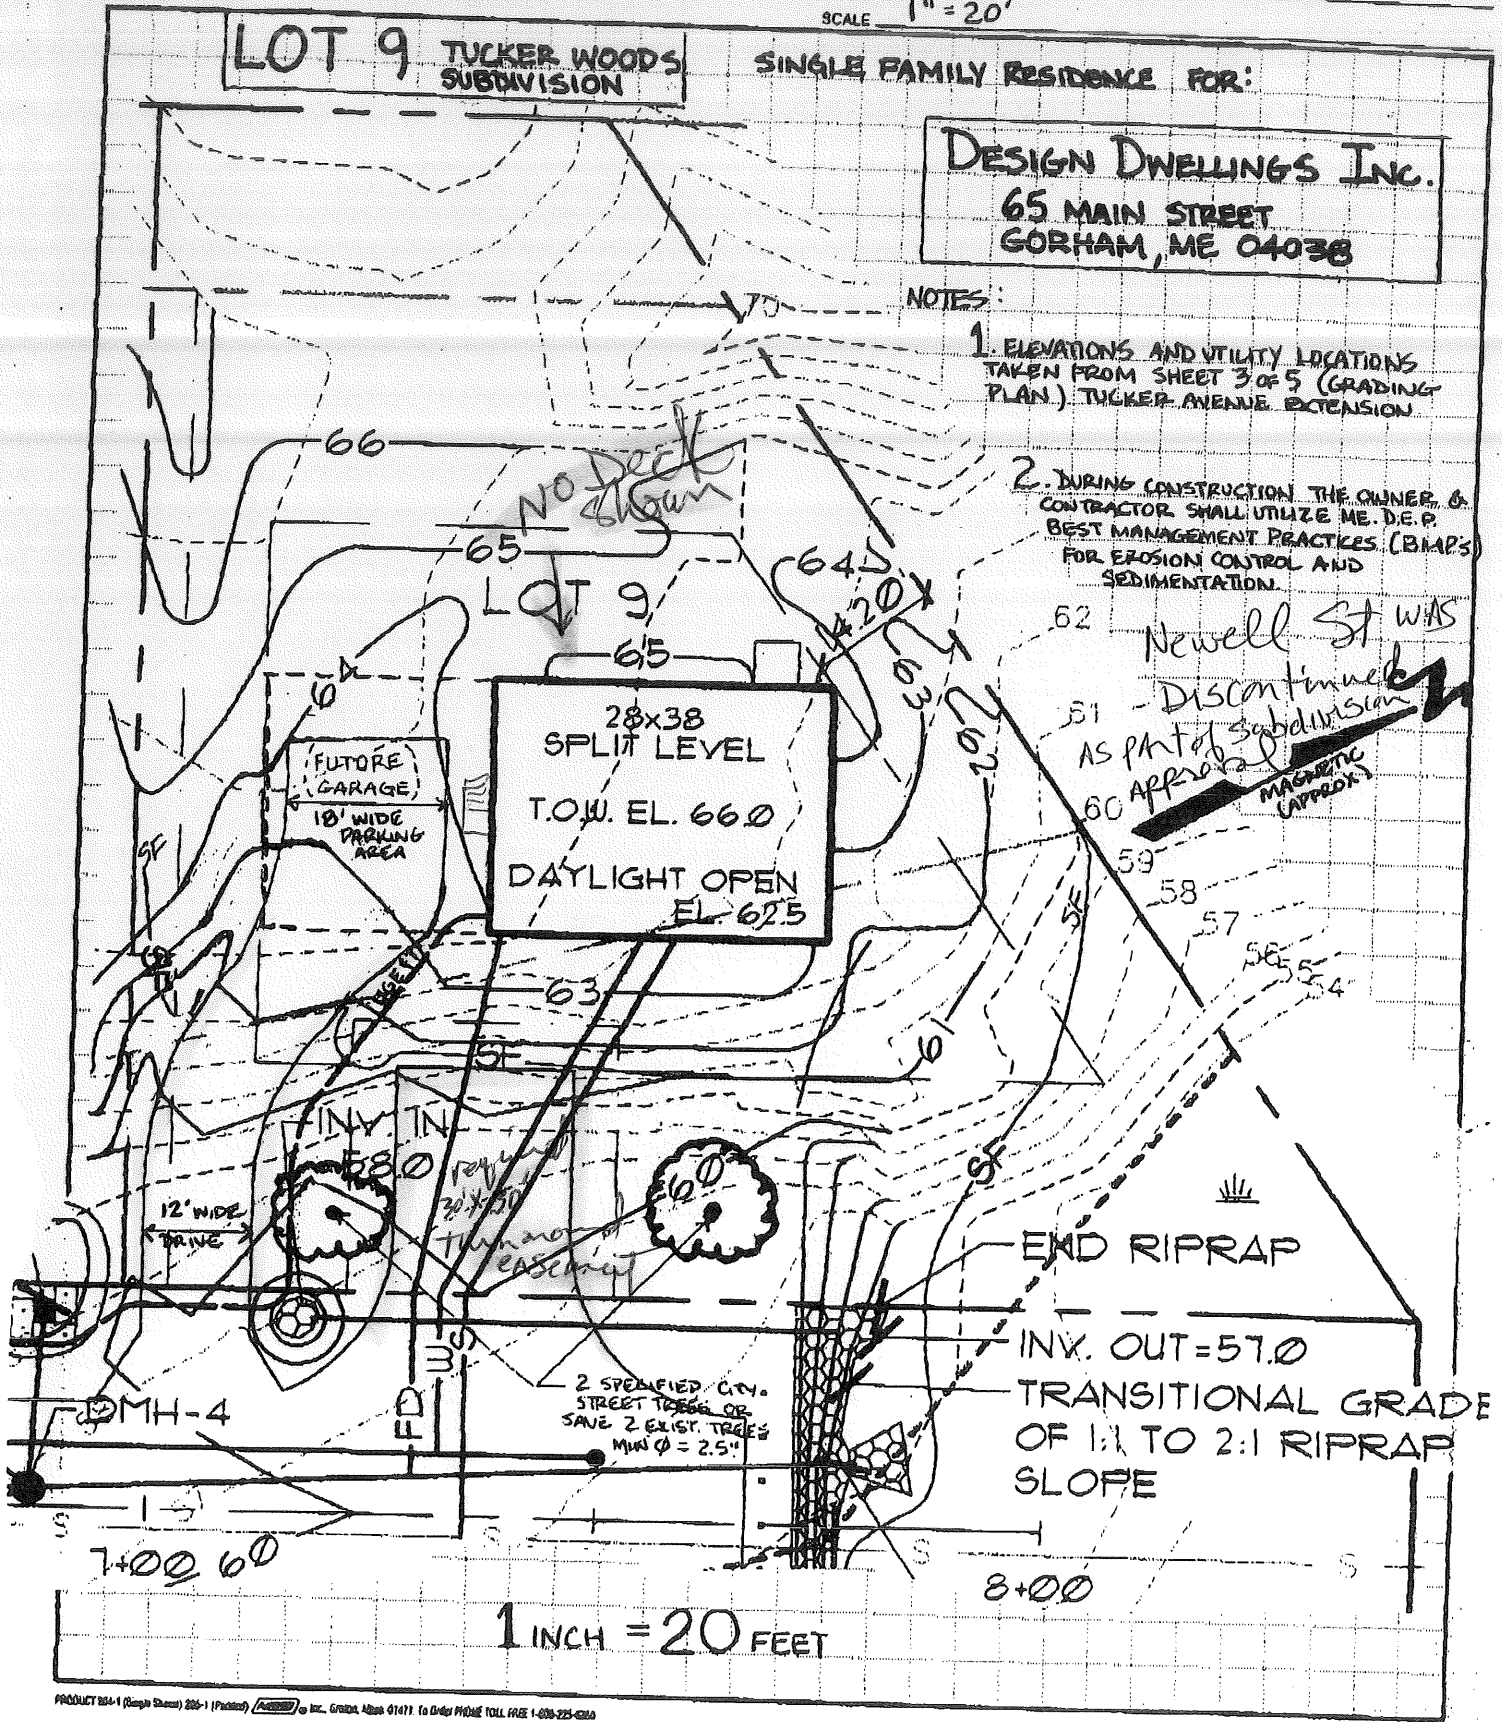 SCALE 1" = 20'
LOT 9 TUCKER WOODS
SUBDIVISION
SINGLE FAMILY RESIDENCE FOR:
DESIGN DWELLINGS INC.
65 MAIN STREET
GORHAM, ME 04038
NOTES:
70
1. ELEVATIONS AND UTILITY LOCATIONS
TAKEN FROM SHEET 3 OF 5 (GRADING
PLAN) TUCKER AVENUE EXTENSION
66
NO Deck
Shown
2. DURING CONSTRUCTION THE OWNER &
CONTRACTOR SHALL UTILIZE ME. D.E.P.
BEST MANAGEMENT PRACTICES (BMP'S)
FOR EROSION CONTROL AND
SEDIMENTATION.
65
64
LOT 9
20
62
Newell St WAS
Discontinued
AS PArt of Subdivision
Approval
65
63
61
28x38
SPLIT LEVEL
62
MAGNETIC
(APPROX.)
FUTURE
GARAGE
18' WIDE
PARKING
AREA
T.O.W. EL. 66.0
60
SF
59
DAYLIGHT OPEN
EL. 62.5
58
SF
57
56
55
54
63
61
SF
INV. IN
58.0
required
turnaround
easement
60
SF
12' WIDE
DRIVE
END RIPRAP
INV. OUT=57.0
W
S
FD
2 SPECIFIED CITY
STREET TREES OR
SAVE 2 EXIST. TREES
MIN Ø = 2.5"
TRANSITIONAL GRADE
OF 1:1 TO 2:1 RIPRAP
SLOPE
DMH-4
S
S
S
S
7+00 60
8+00
1 INCH = 20 FEET